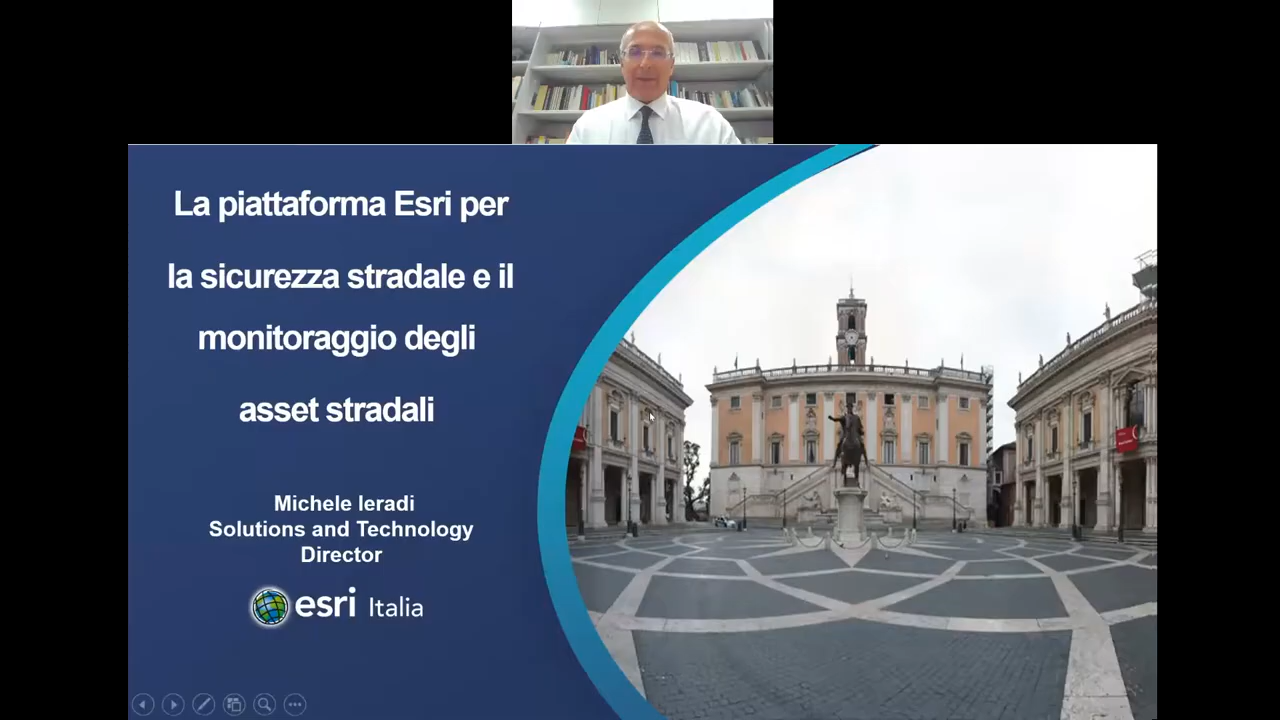 La piattaforma Esri per
la sicurezza stradale e il
monitoraggio degli
asset stradali
Michele Ieradi
Solutions and Technology
Director
esri Italia